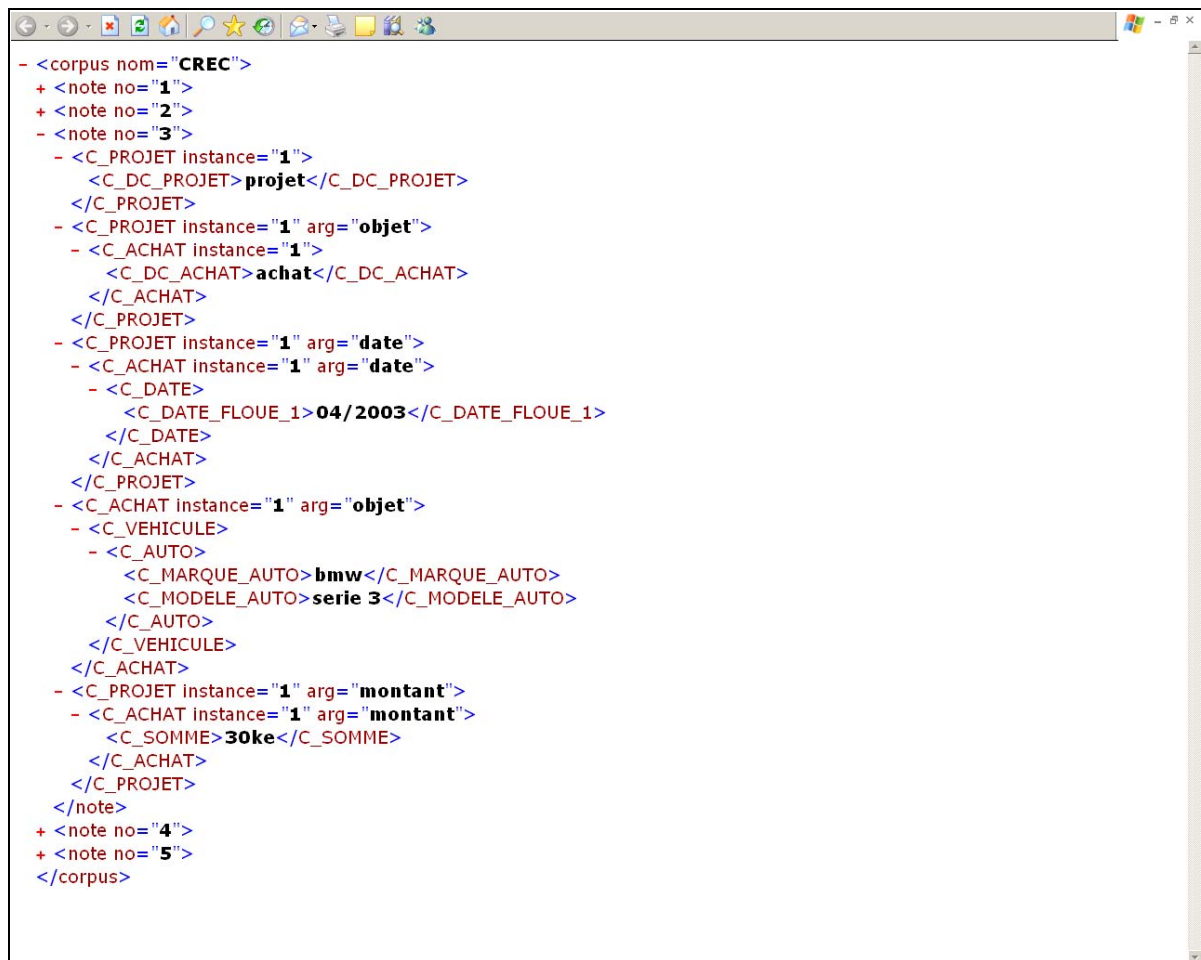 - <corpus nom="CREC">
+ <note no="1">
+ <note no="2">
- <note no="3">
- <C_PROJET instance="1">
<C_DC_PROJET>projet</C_DC_PROJET>
</C_PROJET>
- <C_PROJET instance="1" arg="objet">
- <C_ACHAT instance="1">
<C_DC_ACHAT>achat</C_DC_ACHAT>
</C_ACHAT>
</C_PROJET>
- <C_PROJET instance="1" arg="date">
- <C_ACHAT instance="1" arg="date">
- <C_DATE>
<C_DATE_FLOUE_1>04/2003</C_DATE_FLOUE_1>
</C_DATE>
</C_ACHAT>
</C_PROJET>
- <C_ACHAT instance="1" arg="objet">
- <C_VEHICULE>
- <C_AUTO>
<C_MARQUE_AUTO>bmw</C_MARQUE_AUTO>
<C_MODELE_AUTO>serie 3</C_MODELE_AUTO>
</C_AUTO>
</C_VEHICULE>
</C_ACHAT>
- <C_PROJET instance="1" arg="montant">
- <C_ACHAT instance="1" arg="montant">
<C_SOMME>30ke</C_SOMME>
</C_ACHAT>
</C_PROJET>
</note>
+ <note no="4">
+ <note no="5">
</corpus>